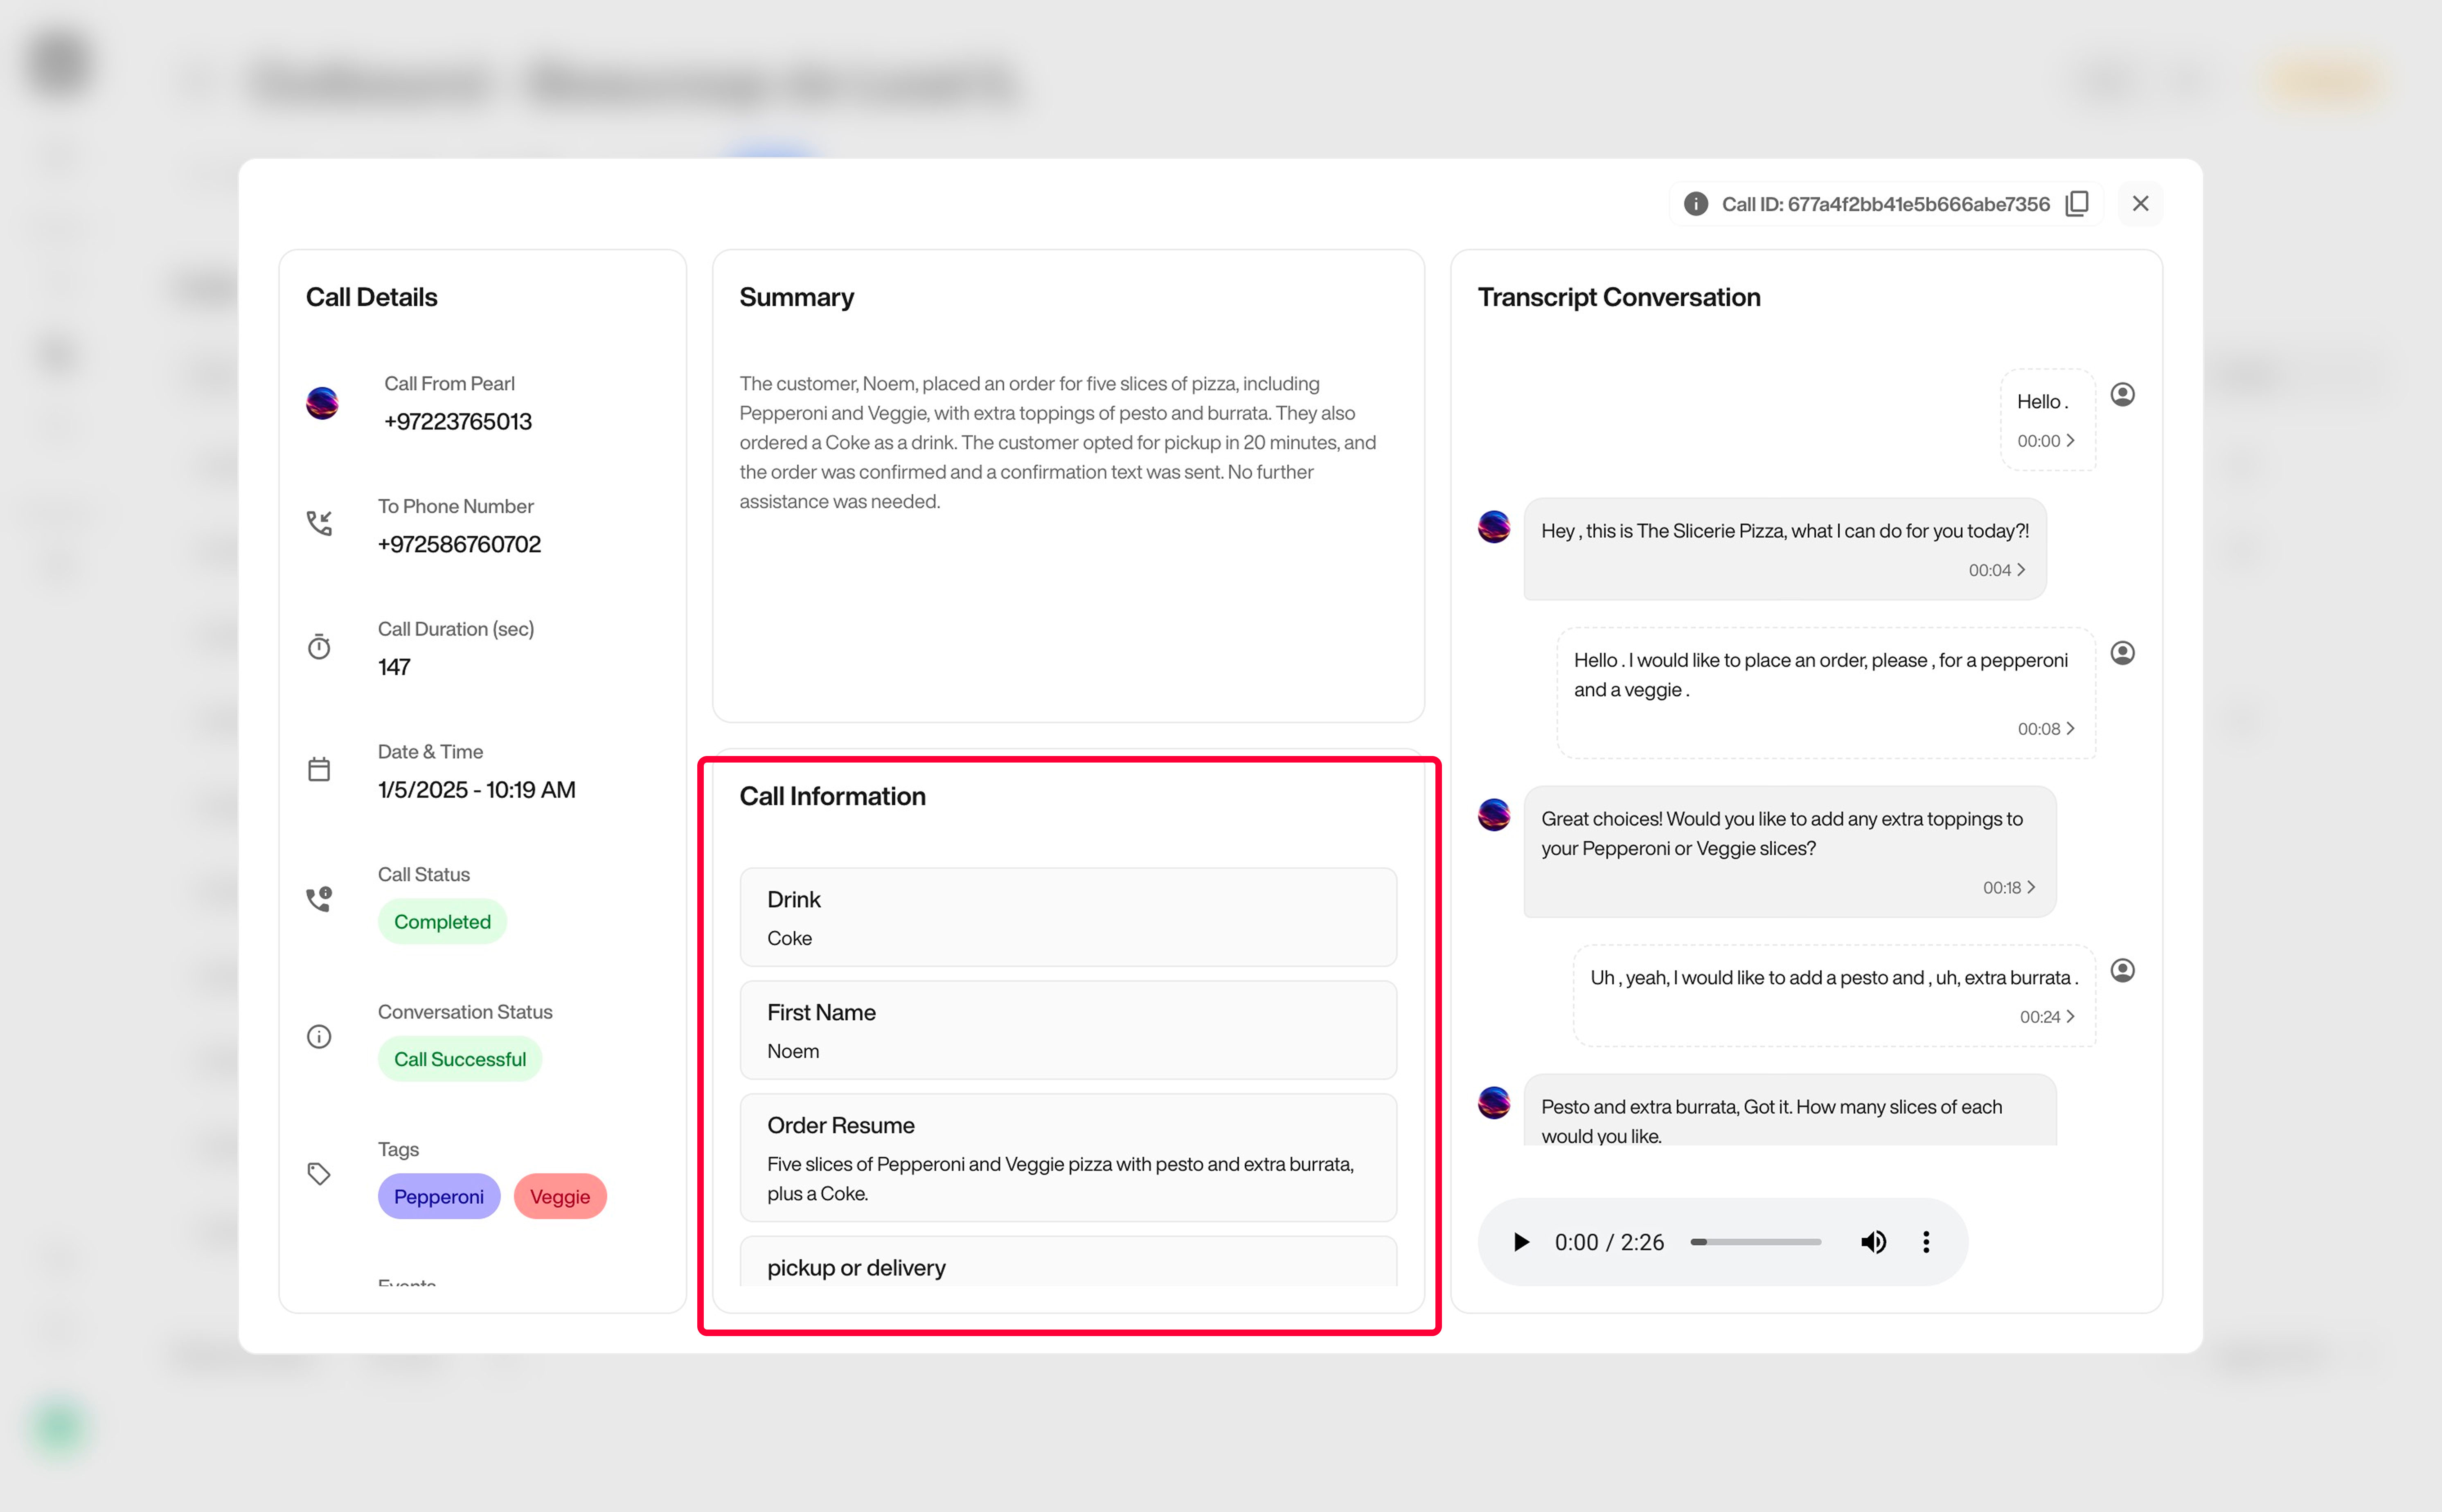 Call ID: 677a4f2bb41e5b666abe7356
Call Details
Call From Pearl
+97223765013
To Phone Number
+972586760702
Call Duration (sec)
147
Date & Time
1/5/2025 - 10:19 AM
Call Status
Completed
Conversation Status
Call Successful
Tags
Pepperoni Veggie
Events
Summary
The customer, Noem, placed an order for five slices of pizza, including
Pepperoni and Veggie, with extra toppings of pesto and burrata. They also
ordered a Coke as a drink. The customer opted for pickup in 20 minutes, and
the order was confirmed and a confirmation text was sent. No further
assistance was needed.
Call Information
Drink
Coke
First Name
Noem
Order Resume
Five slices of Pepperoni and Veggie pizza with pesto and extra burrata,
plus a Coke.
pickup or delivery
Transcript Conversation
Hello .
00:00
Hey , this is The Slicerie Pizza, what I can do for you today?!
00:04
Hello . I would like to place an order, please , for a pepperoni
and a veggie .
00:08
Great choices! Would you like to add any extra toppings to
your Pepperoni or Veggie slices?
00:18
Uh , yeah, I would like to add a pesto and , uh, extra burrata .
00:24
Pesto and extra burrata, Got it. How many slices of each
would you like.
0:00 / 2:26